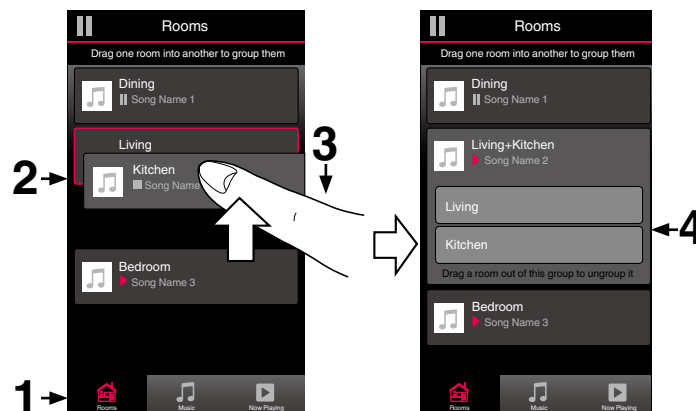 Rooms
Drag one room into another to group them
Dining
Song Name 1
Living
Kitchen
Song Name
Bedroom
Song Name 3
Rooms
Music
Now Playing
1
2
3
Rooms
Drag one room into another to group them
Dining
Song Name 1
Living+Kitchen
Song Name 2
Living
Kitchen
Drag a room out of this group to ungroup it
Bedroom
Song Name 3
Rooms
Music
Now Playing
4